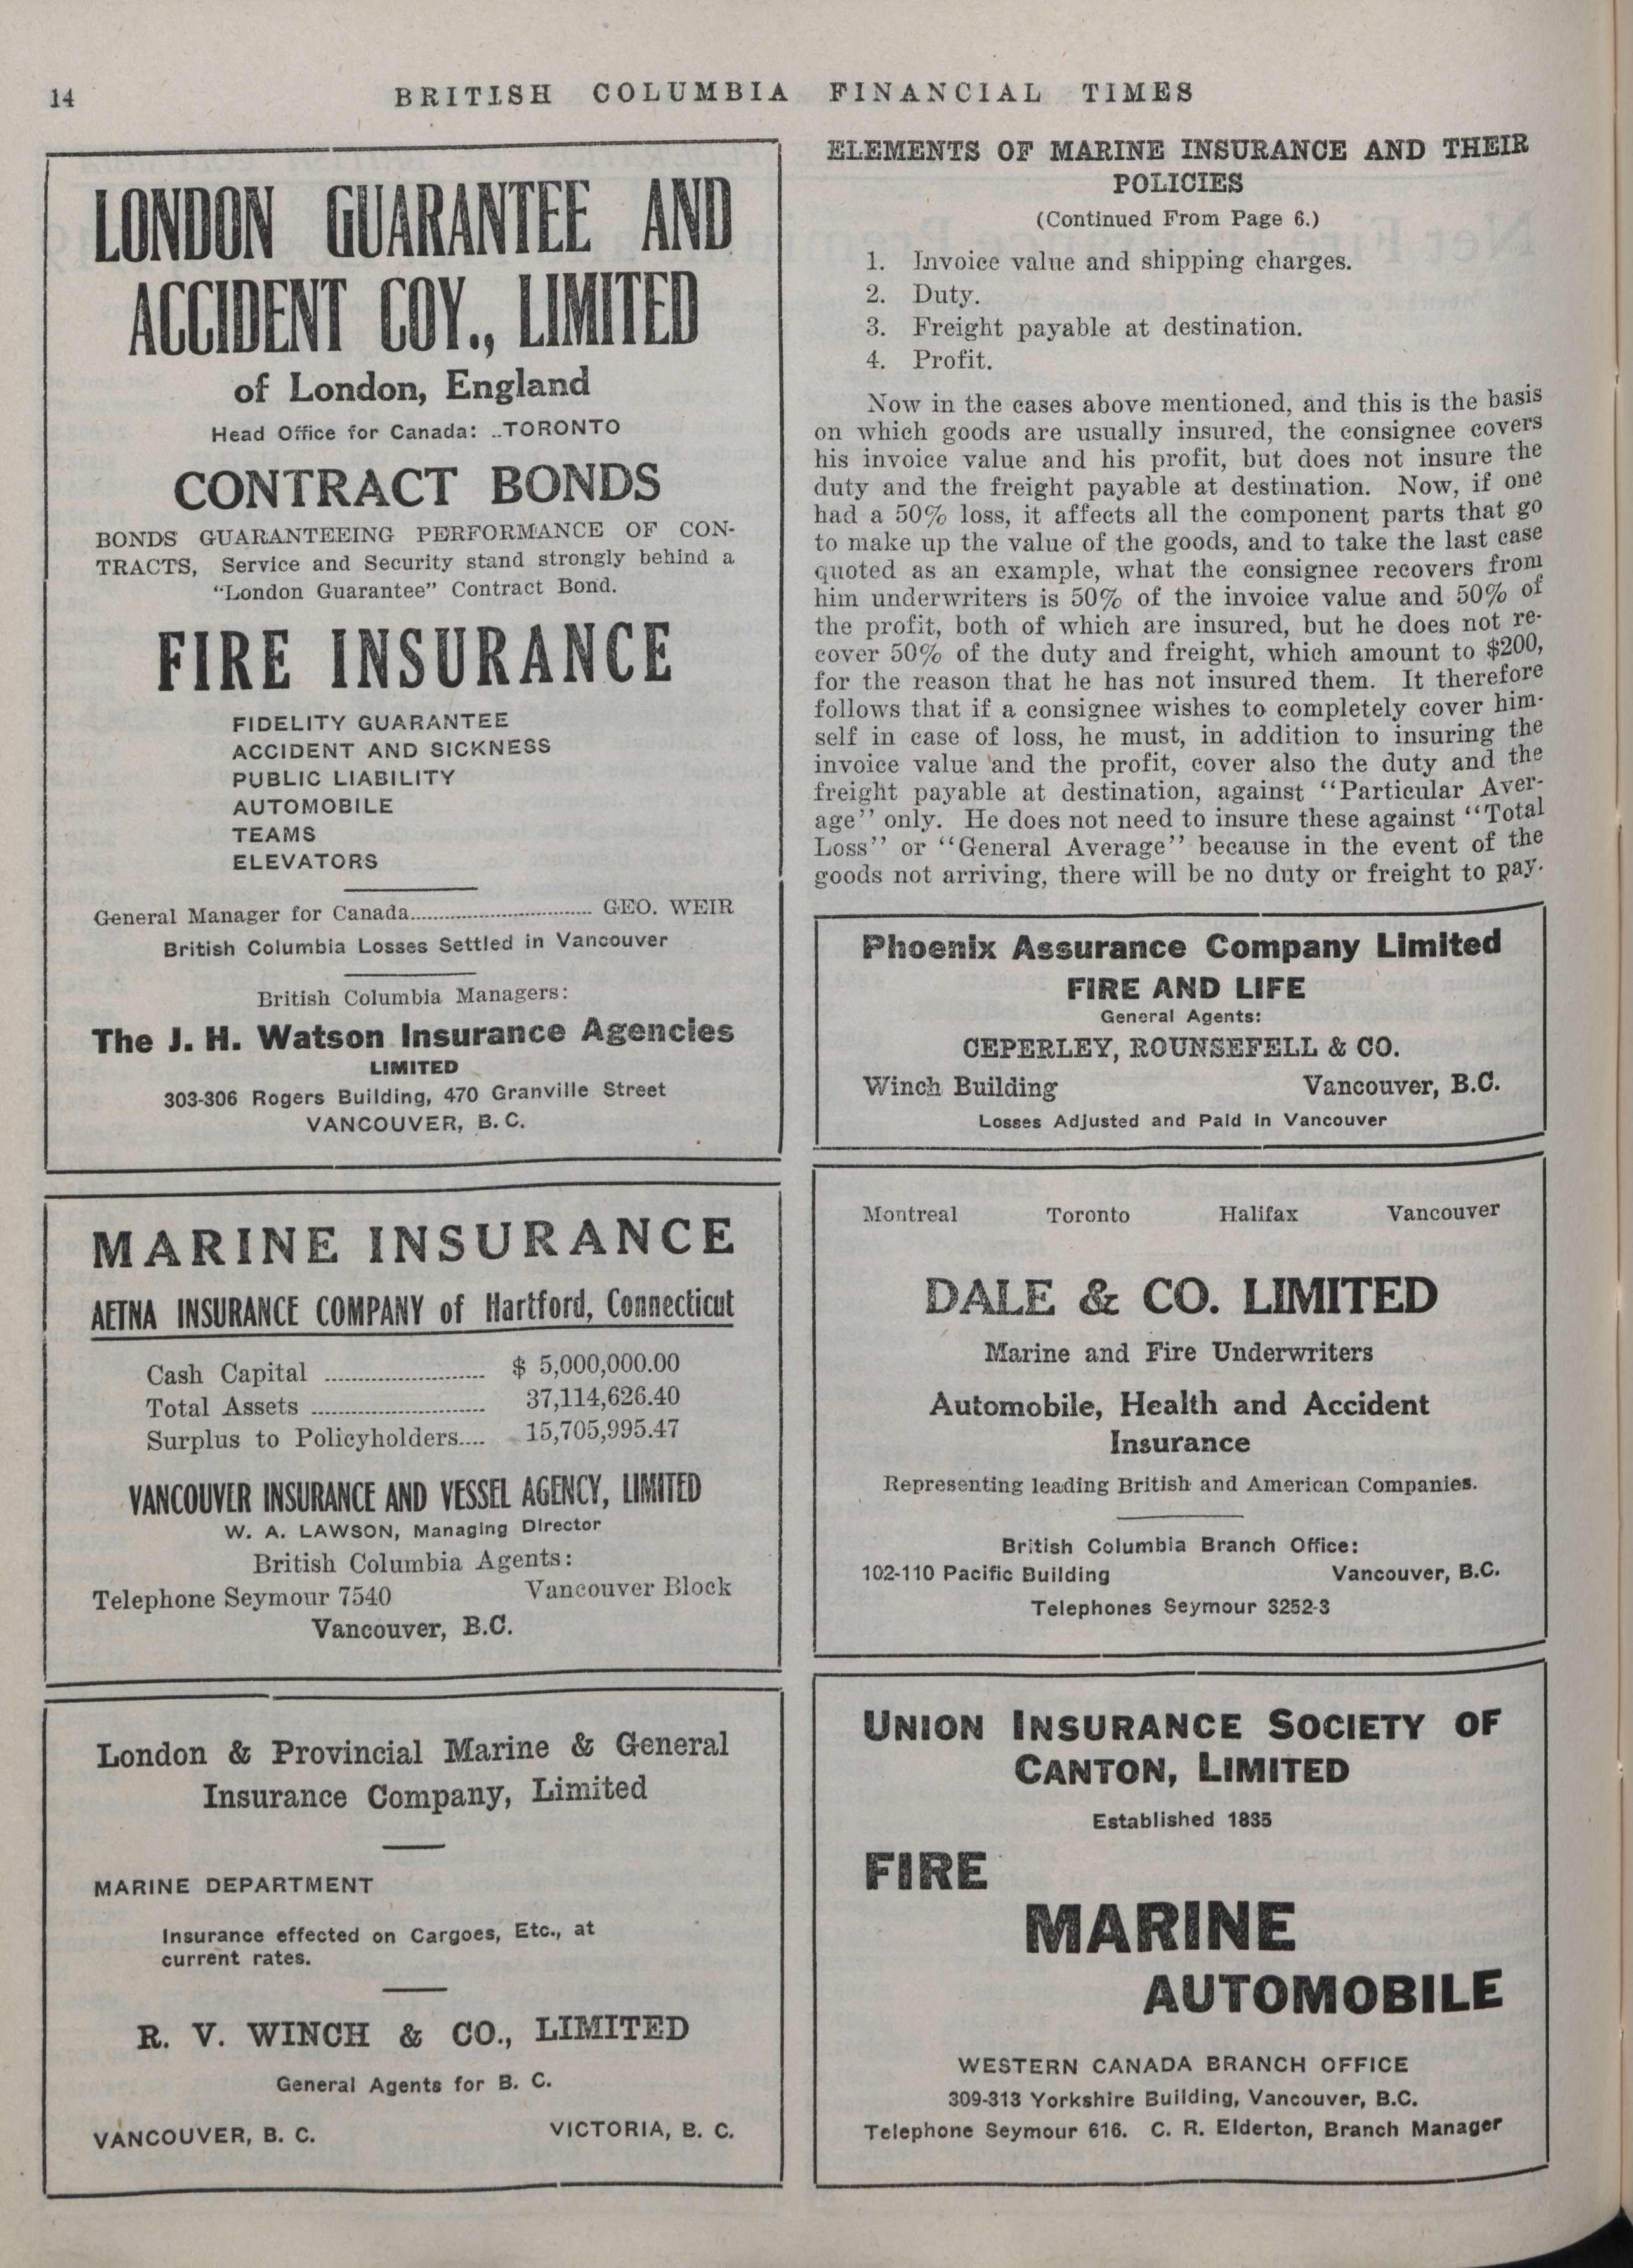 14
BRITISH COLUMBIA FINANCIAL TIMES
LONDON GUARANTEE AND
ACCIDENT COY., LIMITED
of London, England
Head Office for Canada: ..TORONTO
CONTRACT BONDS
BONDS GUARANTEEING PERFORMANCE OF CON-
TRACTS, Service and Security stand strongly behind a
"London Guarantee" Contract Bond.
FIRE INSURANCE
FIDELITY GUARANTEE
ACCIDENT AND SICKNESS
PUBLIC LIABILITY
AUTOMOBILE
TEAMS
ELEVATORS
General Manager for Canada................................ GEO. WEIR
British Columbia Losses Settled in Vancouver
British Columbia Managers:
The J. H. Watson Insurance Agencies
LIMITED
303-306 Rogers Building, 470 Granville Street
VANCOUVER, B. C.
MARINE INSURANCE
AETNA INSURANCE COMPANY of Hartford, Connecticut
Cash Capital ........................ $ 5,000,000.00
Total Assets .......................... 37,114,626.40
Surplus to Policyholders.... 15,705,995.47
VANCOUVER INSURANCE AND VESSEL AGENCY, LIMITED
W. A. LAWSON, Managing Director
British Columbia Agents:
Telephone Seymour 7540 Vancouver Block
Vancouver, B.C.
London & Provincial Marine & General
Insurance Company, Limited
MARINE DEPARTMENT
Insurance effected on Cargoes, Etc., at
current rates.
R. V. WINCH & CO., LIMITED
General Agents for B. C.
VANCOUVER, B. C. VICTORIA, B. C.
ELEMENTS OF MARINE INSURANCE AND THEIR
POLICIES
(Continued From Page 6.)
1. Invoice value and shipping charges.
2. Duty.
3. Freight payable at destination.
4. Profit.
Now in the cases above mentioned, and this is the basis
on which goods are usually insured, the consignee covers
his invoice value and his profit, but does not insure the
duty and the freight payable at destination. Now, if one
had a 50% loss, it affects all the component parts that go
to make up the value of the goods, and to take the last case
quoted as an example, what the consignee recovers from
him underwriters is 50% of the invoice value and 50% of
the profit, both of which are insured, but he does not re-
cover 50% of the duty and freight, which amount to $200,
for the reason that he has not insured them. It therefore
follows that if a consignee wishes to completely cover him-
self in case of loss, he must, in addition to insuring the
invoice value and the profit, cover also the duty and the
freight payable at destination, against "Particular Aver-
age" only. He does not need to insure these against "Total
Loss" or "General Average" because in the event of the
goods not arriving, there will be no duty or freight to pay.
Phoenix Assurance Company Limited
FIRE AND LIFE
General Agents:
CEPERLEY, ROUNSEFELL & CO.
Winch Building Vancouver, B.C.
Losses Adjusted and Paid in Vancouver
Montreal Toronto Halifax Vancouver
DALE & CO. LIMITED
Marine and Fire Underwriters
Automobile, Health and Accident
Insurance
Representing leading British and American Companies.
British Columbia Branch Office:
102-110 Pacific Building Vancouver, B.C.
Telephones Seymour 3252-3
UNION INSURANCE SOCIETY OF
CANTON, LIMITED
Established 1835
FIRE
MARINE
AUTOMOBILE
WESTERN CANADA BRANCH OFFICE
309-313 Yorkshire Building, Vancouver, B.C.
Telephone Seymour 616. C. R. Elderton, Branch Manager